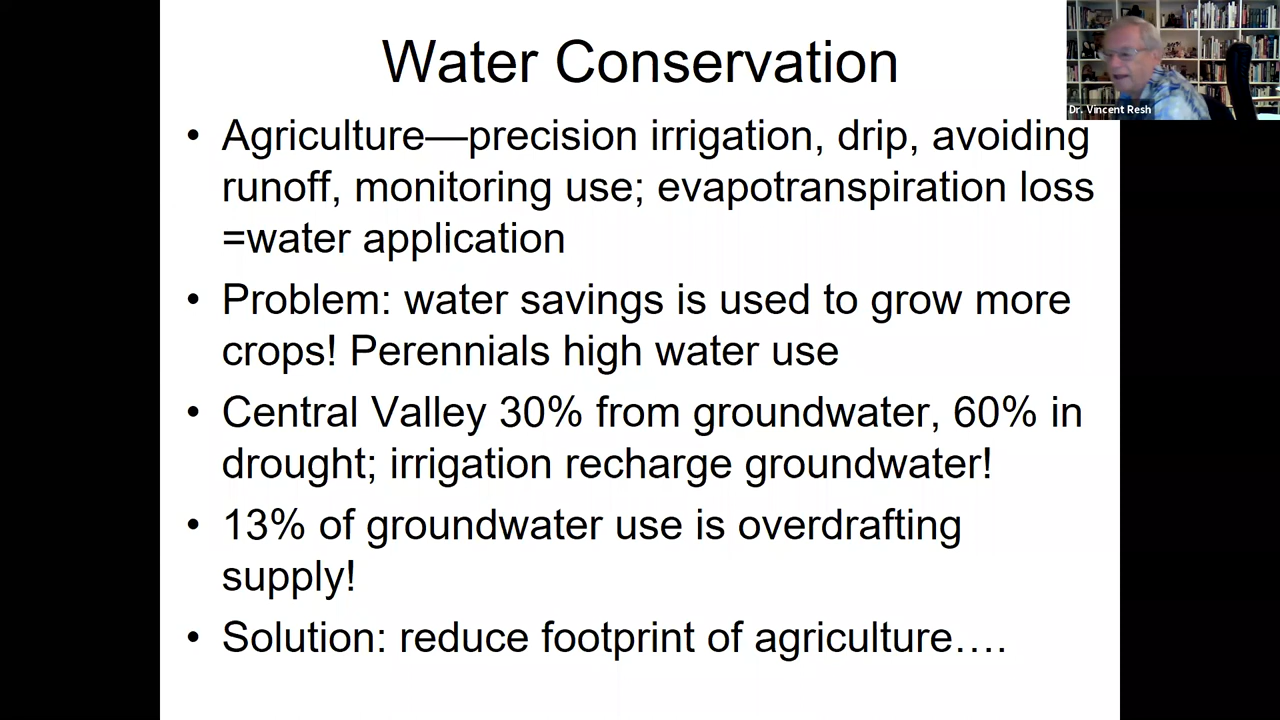 Water Conservation
Dr. Vincent Resh
• Agriculture—precision irrigation, drip, avoiding
runoff, monitoring use; evapotranspiration loss
=water application
• Problem: water savings is used to grow more
crops! Perennials high water use
• Central Valley 30% from groundwater, 60% in
drought; irrigation recharge groundwater!
• 13% of groundwater use is overdrafting
supply!
• Solution: reduce footprint of agriculture….